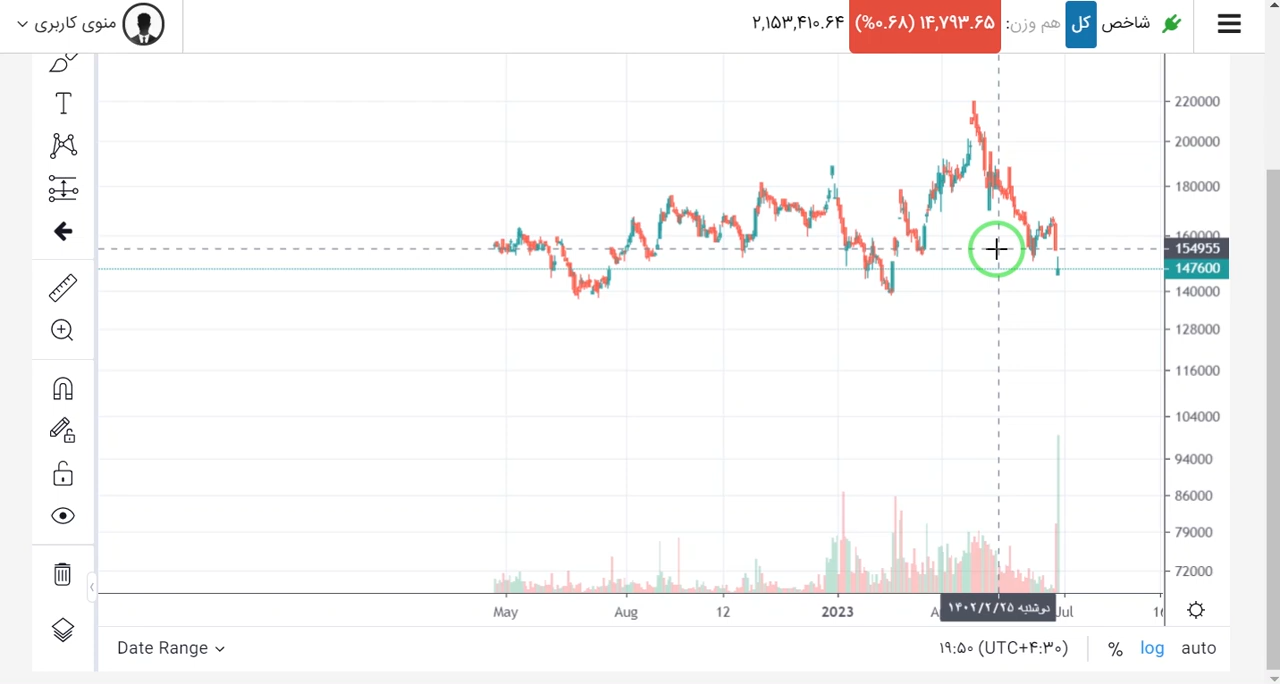 شاخص کل هم وزن: ۱۴,۷۹۳.۶۵ (۰.۶۸%) ۲,۱۵۳,۴۱۰.۶۴
منوی کاربری
T
220000
200000
180000
160000
154955
147600
140000
128000
116000
104000
94000
86000
79000
72000
May Aug 12 2023 دوشنبه ۱۴۰۲/۲/۲۵ Jul
Date Range ۱۹:۵۰ (UTC+۴:۳۰) % log auto